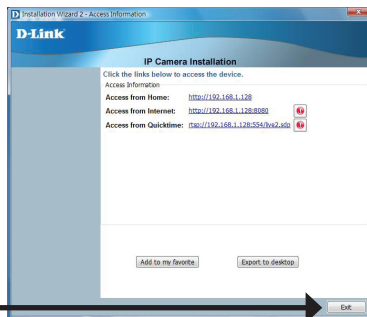 Installation Wizard 2 - Access Information
D-Link
IP Camera Installation
Click the links below to access the device.
Access Information
Access from Home: http://192.168.1.128
Access from Internet: http://192.168.1.128:8080
Access from Quicktime: rtsp://192.168.1.128:554/live2.sdp
Add to my favorite Export to desktop
Exit